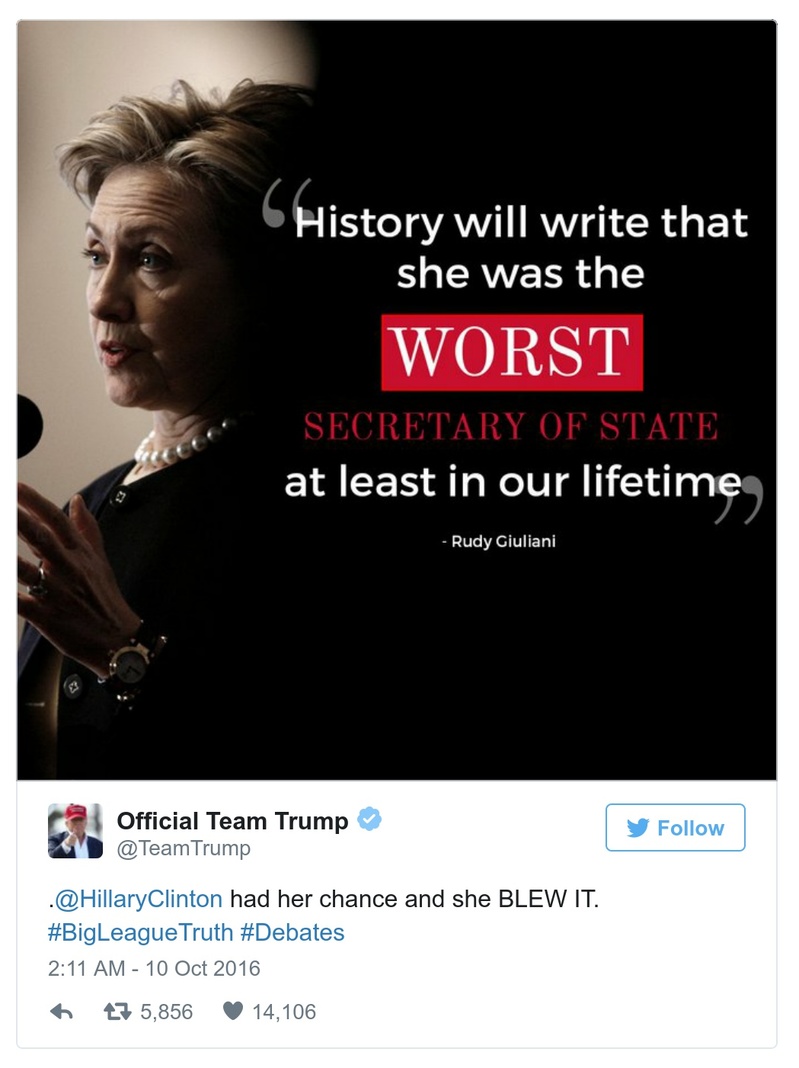 “History will write that
she was the
WORST
SECRETARY OF STATE
at least in our lifetime”
- Rudy Giuliani
Official Team Trump
@TeamTrump
Follow
.@HillaryClinton had her chance and she BLEW IT.
#BigLeagueTruth #Debates
2:11 AM - 10 Oct 2016
5,856 14,106